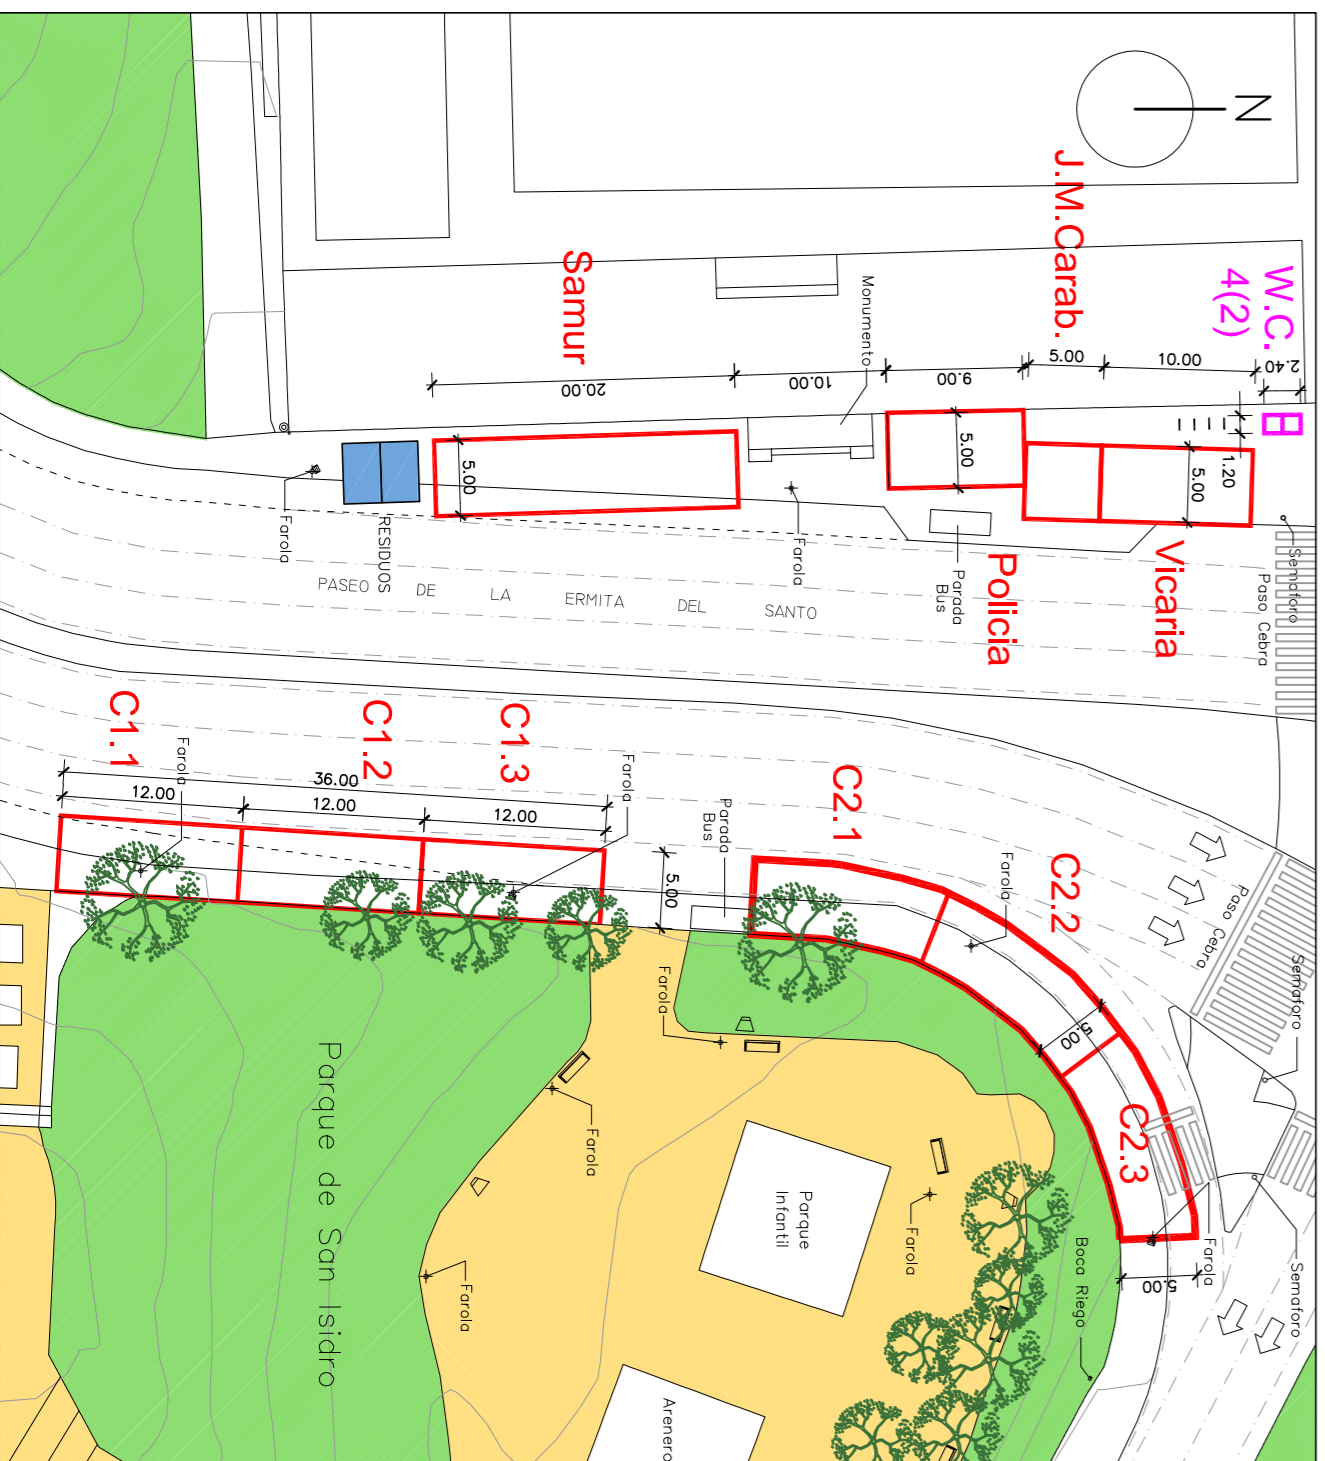 N
W.C.
4(2)
J.M.Carab.
Samur
Monumento
20.00
10.00
9.00
5.00
10.00
2.40
1.20
5.00
5.00
5.00
Semaforo
Paso Cebra
Vicaria
Policia
Parada
Bus
Farola
RESIDUOS
Farola
PASEO DE LA ERMITA DEL SANTO
C1.1
C1.2
C1.3
C2.1
C2.2
C2.3
Farola
36.00
12.00
12.00
12.00
Farola
Parada
Bus
5.00
Farola
Paso Cebra
Semaforo
5.00
Farola
Farola
Parque
Infantil
Farola
Farola
Parque de San Isidro
Arenero
Boca Riego
5.00
Farola
Semaforo